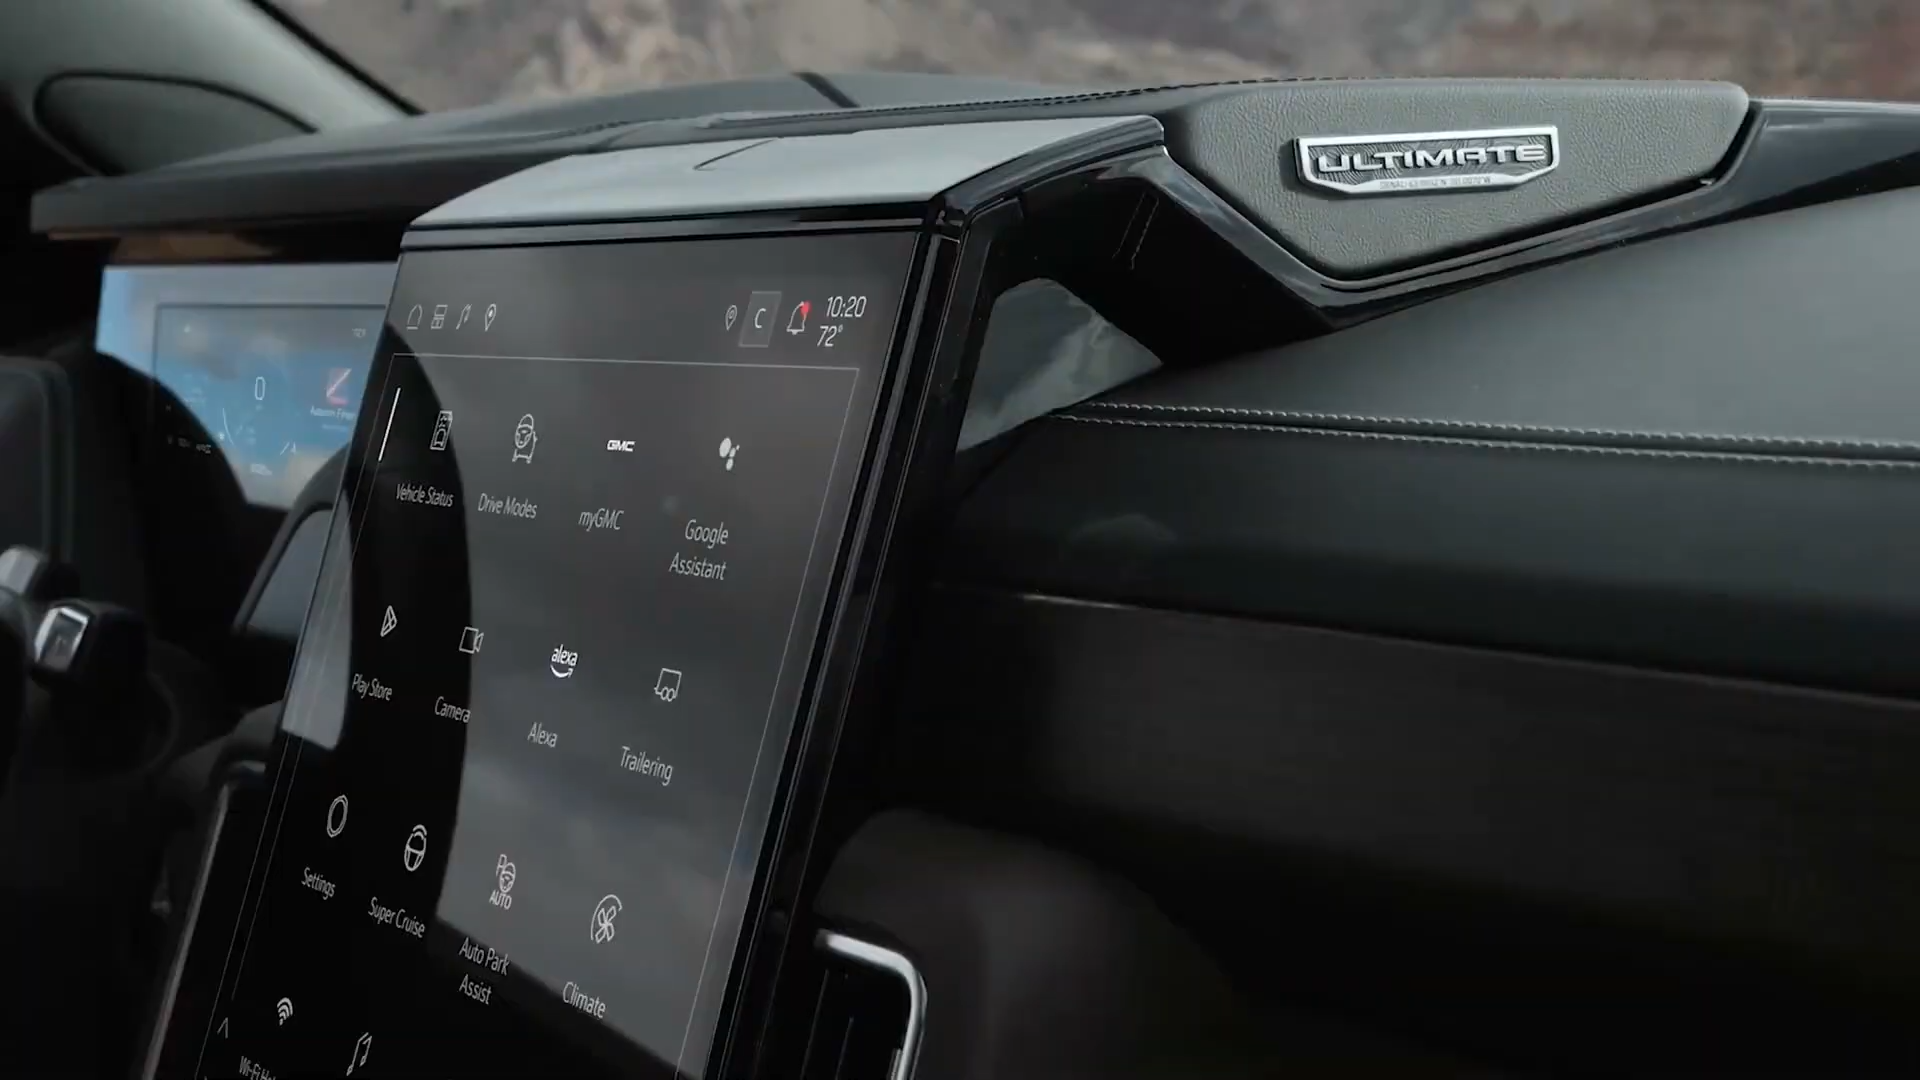 ULTIMATE
10:20
C
72°
0
GMC
Vehicle Status
Drive Modes
myGMC
Google
Assistant
alexa
Play Store
Camera
Alexa
Trailering
AUTO
Settings
Super Cruise
Auto Park
Assist
Climate